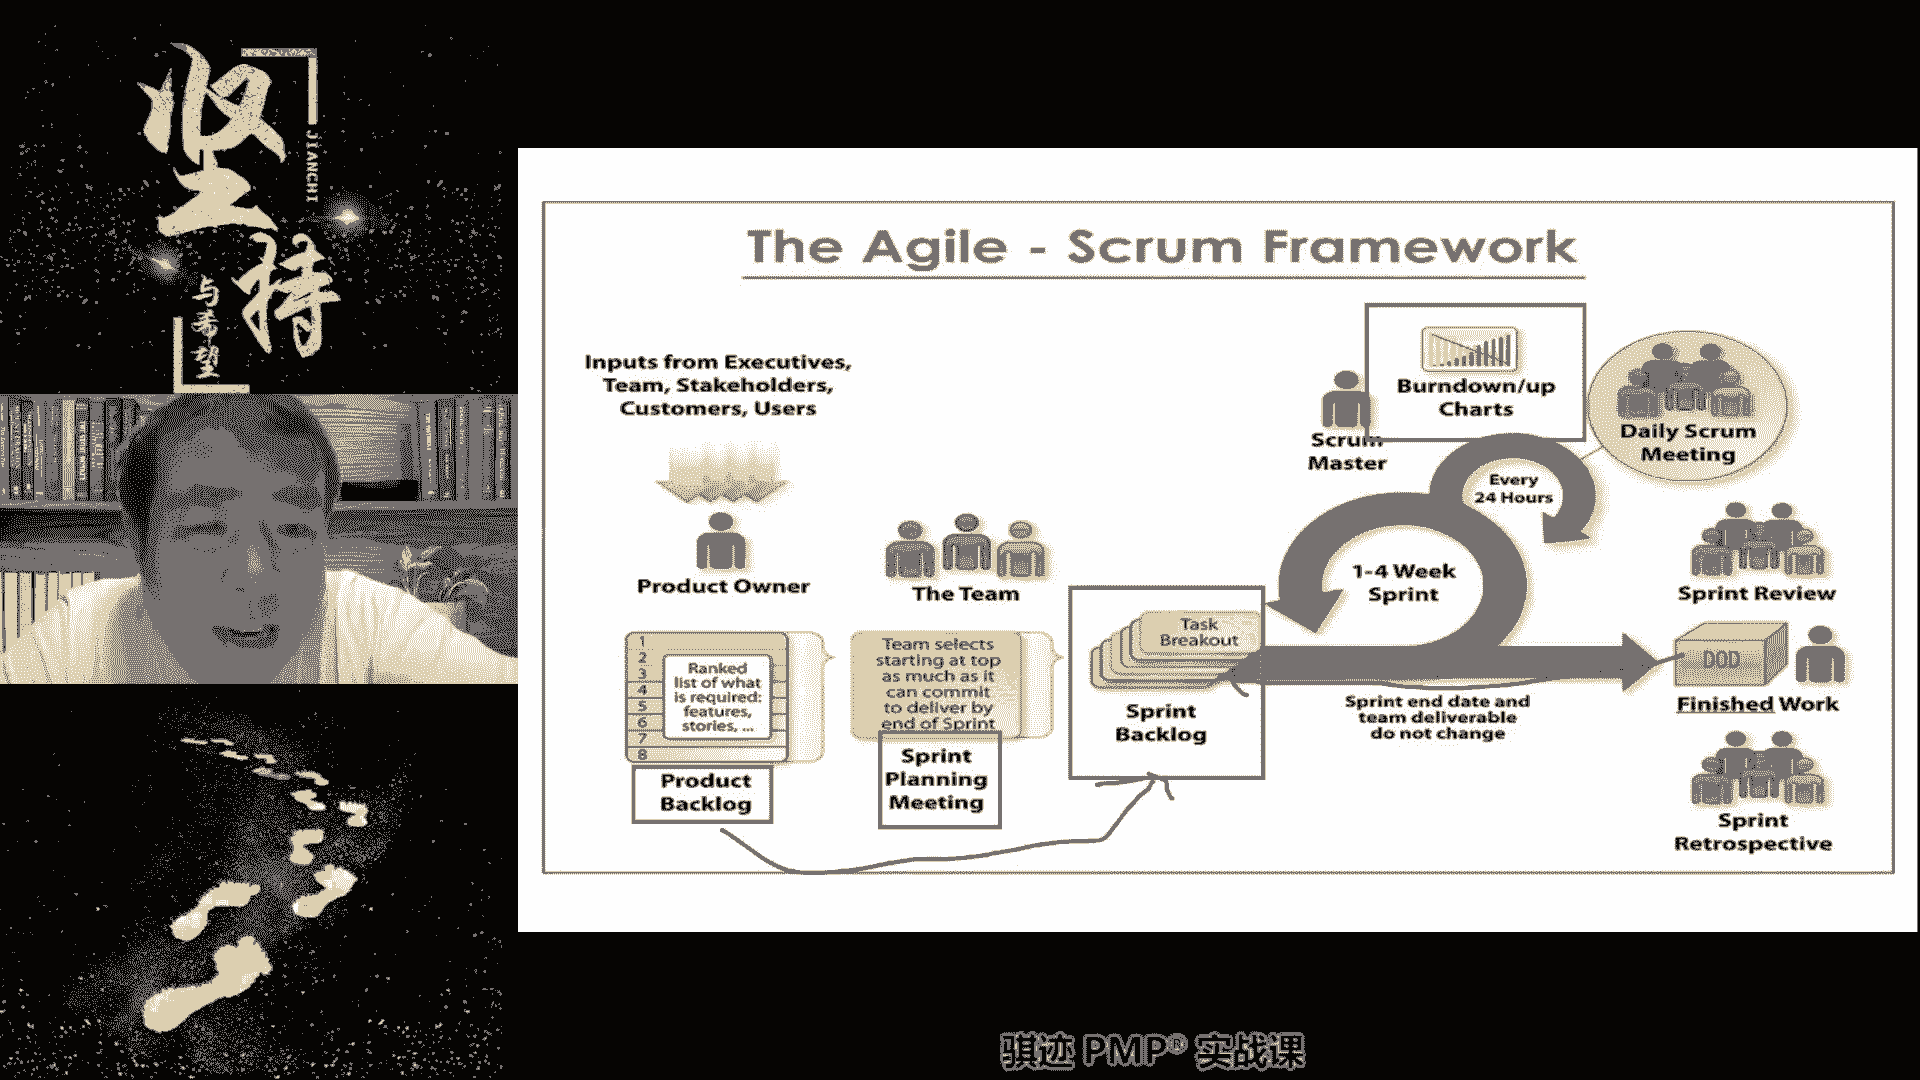 坚持
JIANCHI
与希望
The Agile - Scrum Framework
Inputs from Executives,
Team, Stakeholders,
Customers, Users
Product Owner
The Team
1
2
3
4
5
6
7
8
Ranked
list of what
is required:
features,
stories, ...
Product
Backlog
Team selects
starting at top
as much as it
can commit
to deliver by
end of Sprint
Sprint
Planning
Meeting
Task
Breakout
Sprint
Backlog
Scrum
Master
Burndown/up
Charts
Every
24 Hours
1-4 Week
Sprint
Sprint end date and
team deliverable
do not change
Daily Scrum
Meeting
Sprint Review
DOD
Finished Work
Sprint
Retrospective
骐迹 PMP® 实战课